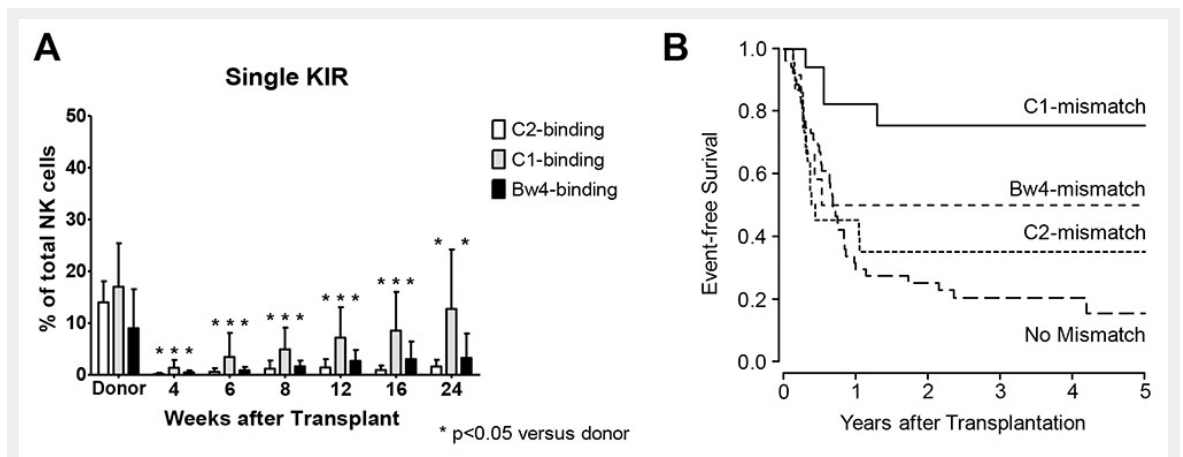 A
Single KIR
50
40
30
20
10
0
% of total NK cells
C2-binding
C1-binding
Bw4-binding
* * *
* * *
* * *
* * *
* * *
* *
Donor 4 6 8 12 16 24
Weeks after Transplant
* p<0.05 versus donor
B
1.0
0.8
0.6
0.4
0.2
0.0
Event-free Surival
C1-mismatch
Bw4-mismatch
C2-mismatch
No Mismatch
0 1 2 3 4 5
Years after Transplantation